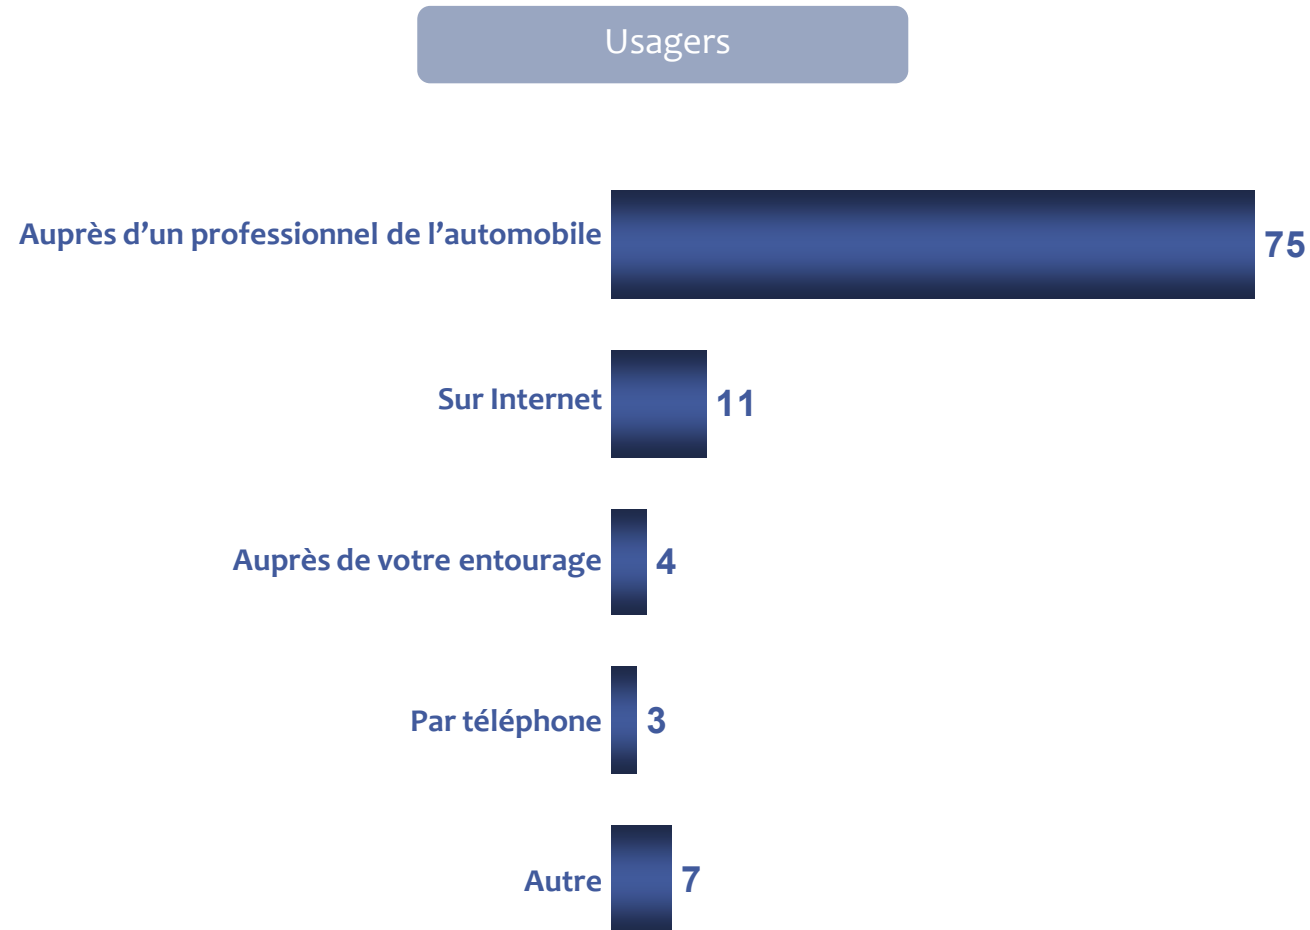 Usagers
Auprès d’un professionnel de l’automobile 75
Sur Internet 11
Auprès de votre entourage 4
Par téléphone 3
Autre 7